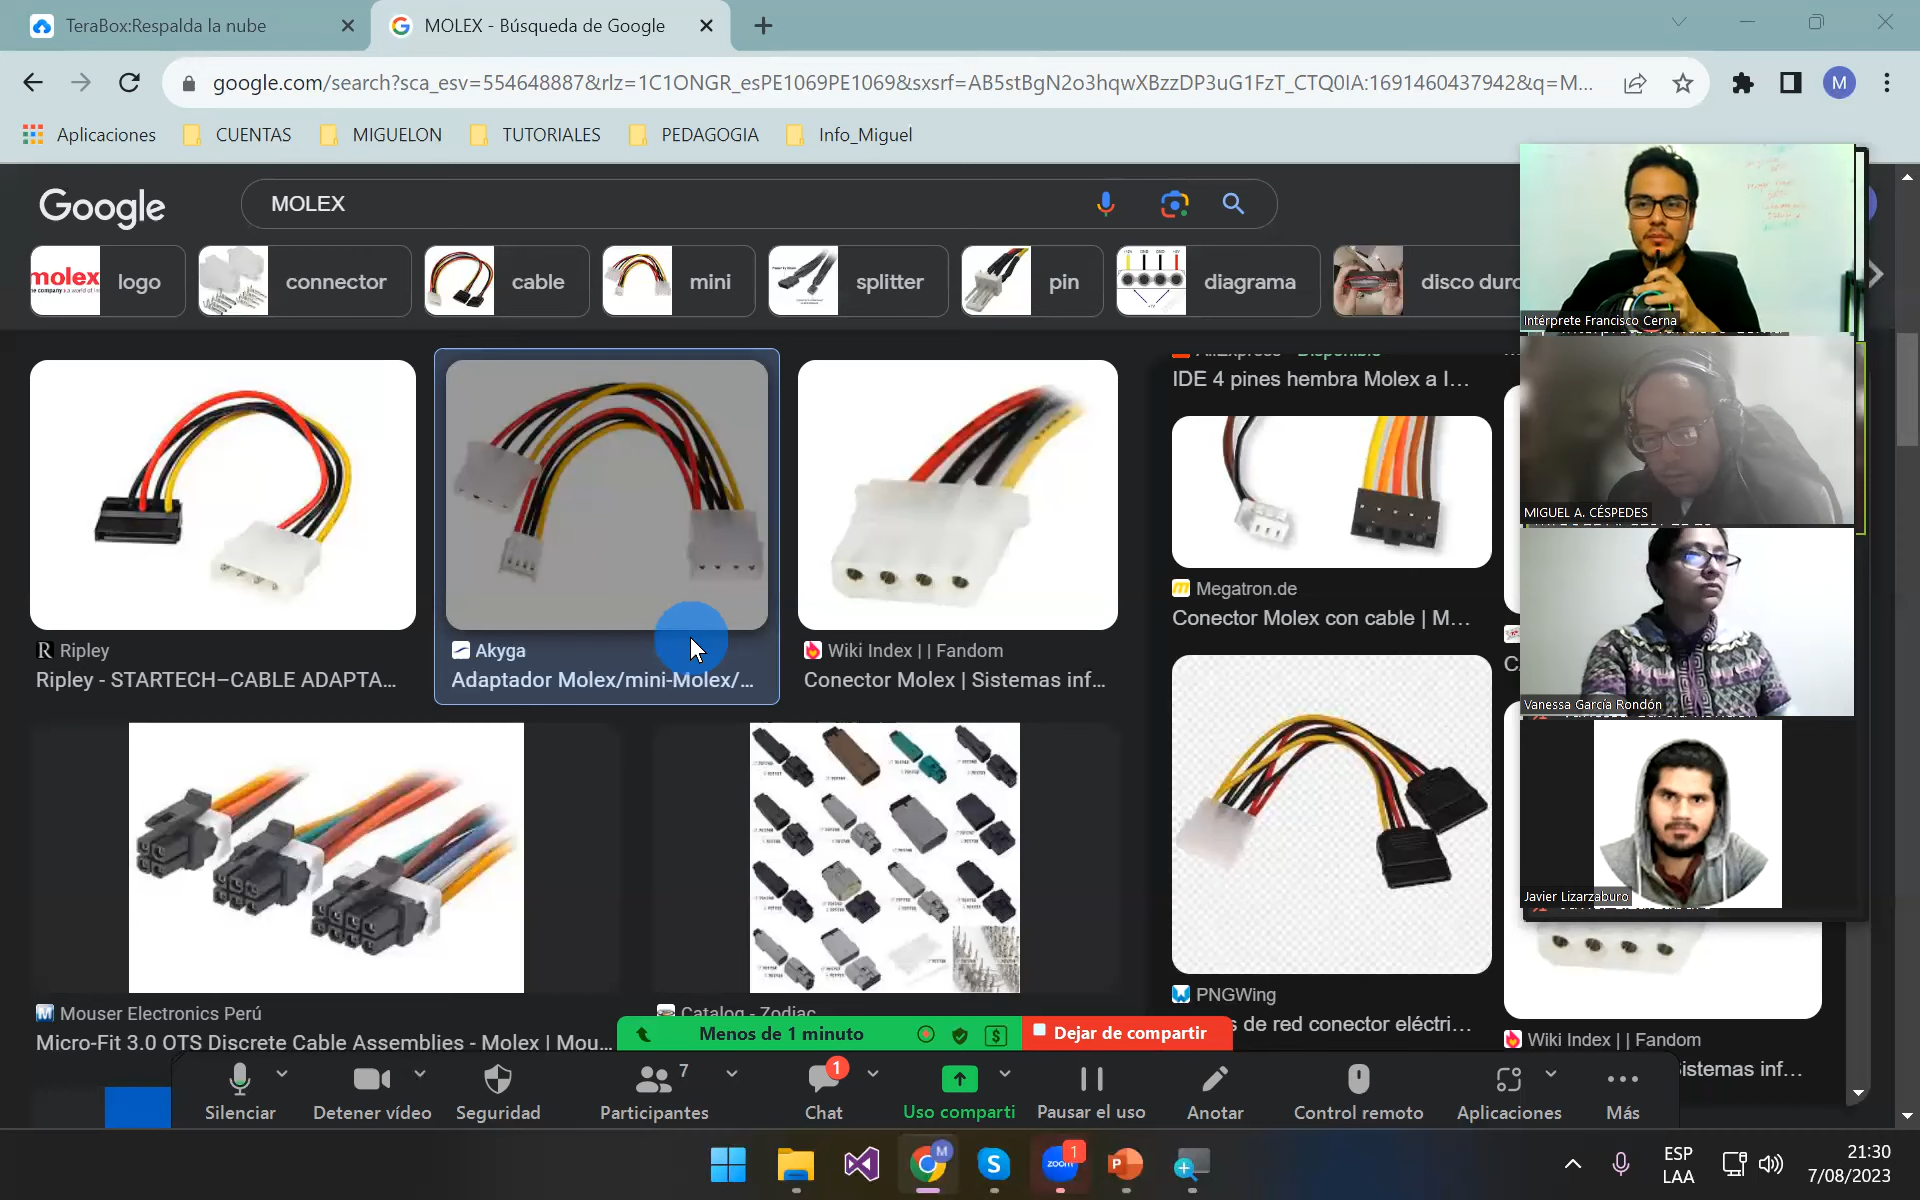 TeraBox:Respalda la nube
MOLEX - Búsqueda de Google
google.com/search?sca_esv=554648887&rlz=1C1ONGR_esPE1069PE1069&sxsrf=AB5stBgN2o3hqwXBzzDP3uG1FzT_CTQ0IA:1691460437942&q=M...
M
Aplicaciones
CUENTAS
MIGUELON
TUTORIALES
PEDAGOGIA
Info_Miguel
Google
MOLEX
molex
logo
connector
cable
mini
splitter
pin
diagrama
disco duro
Intérprete Francisco Cerna
MIGUEL A. CÉSPEDES
Vanessa García Rondón
Javier Lizarzaburo
IDE 4 pines hembra Molex a I...
Ripley
Ripley - STARTECH–CABLE ADAPTA...
Akyga
Adaptador Molex/mini-Molex/...
Wiki Index | | Fandom
Conector Molex | Sistemas inf...
Megatron.de
Conector Molex con cable | M...
Mouser Electronics Perú
Micro-Fit 3.0 OTS Discrete Cable Assemblies - Molex | Mou...
Catalog - Zodiac
PNGWing
s de red conector eléctri...
Wiki Index | | Fandom
sistemas inf...
Menos de 1 minuto
Dejar de compartir
Silenciar
Detener vídeo
Seguridad
Participantes
7
Chat
1
Uso comparti
Pausar el uso
Anotar
Control remoto
Aplicaciones
Más
M
zoom
1
ESP
LAA
21:30
7/08/2023